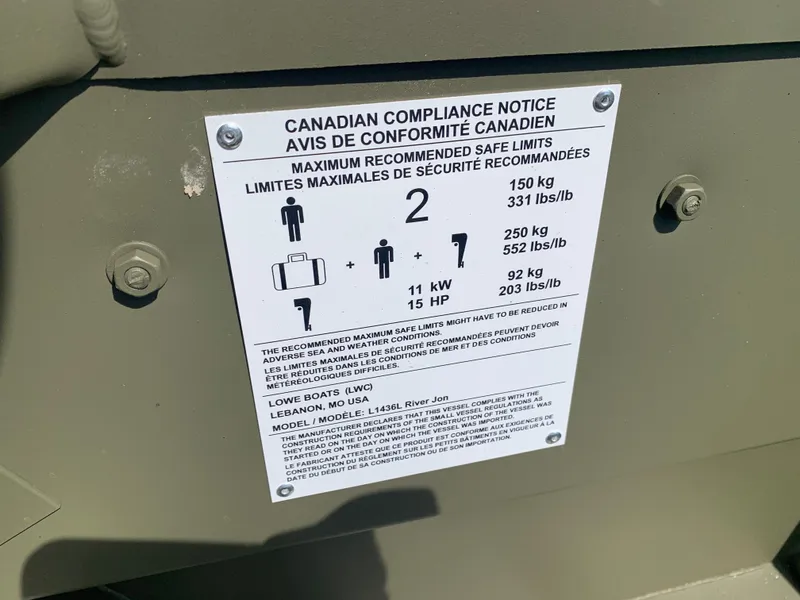 CANADIAN COMPLIANCE NOTICE
AVIS DE CONFORMITÉ CANADIEN
MAXIMUM RECOMMENDED SAFE LIMITS
LIMITES MAXIMALES DE SÉCURITÉ RECOMMANDÉES
2 150 kg
331 lbs/lb
+ + 250 kg
552 lbs/lb
11 kW 92 kg
15 HP 203 lbs/lb
THE RECOMMENDED MAXIMUM SAFE LIMITS MIGHT HAVE TO BE REDUCED IN
ADVERSE SEA AND WEATHER CONDITIONS.
LES LIMITES MAXIMALES DE SÉCURITÉ RECOMMANDÉES PEUVENT DEVOIR
ÊTRE RÉDUITES DANS LES CONDITIONS DE MER ET DES CONDITIONS
MÉTÉOROLOGIQUES DIFFICILES.
LOWE BOATS (LWC)
LEBANON, MO USA
MODEL / MODÈLE: L1436L River Jon
THE MANUFACTURER DECLARES THAT THIS VESSEL COMPLIES WITH THE
CONSTRUCTION REQUIREMENTS OF THE SMALL VESSEL REGULATIONS AS
THEY READ ON THE DAY ON WHICH THE CONSTRUCTION OF THE VESSEL WAS
STARTED OR ON THE DAY ON WHICH THE VESSEL WAS IMPORTED.
LE FABRICANT ATTESTE QUE CE PRODUIT EST CONFORME AUX EXIGENCES DE
CONSTRUCTION DU RÈGLEMENT SUR LES PETITS BÂTIMENTS EN VIGUEUR À LA
DATE DU DÉBUT DE SA CONSTRUCTION OU DE SON IMPORTATION.